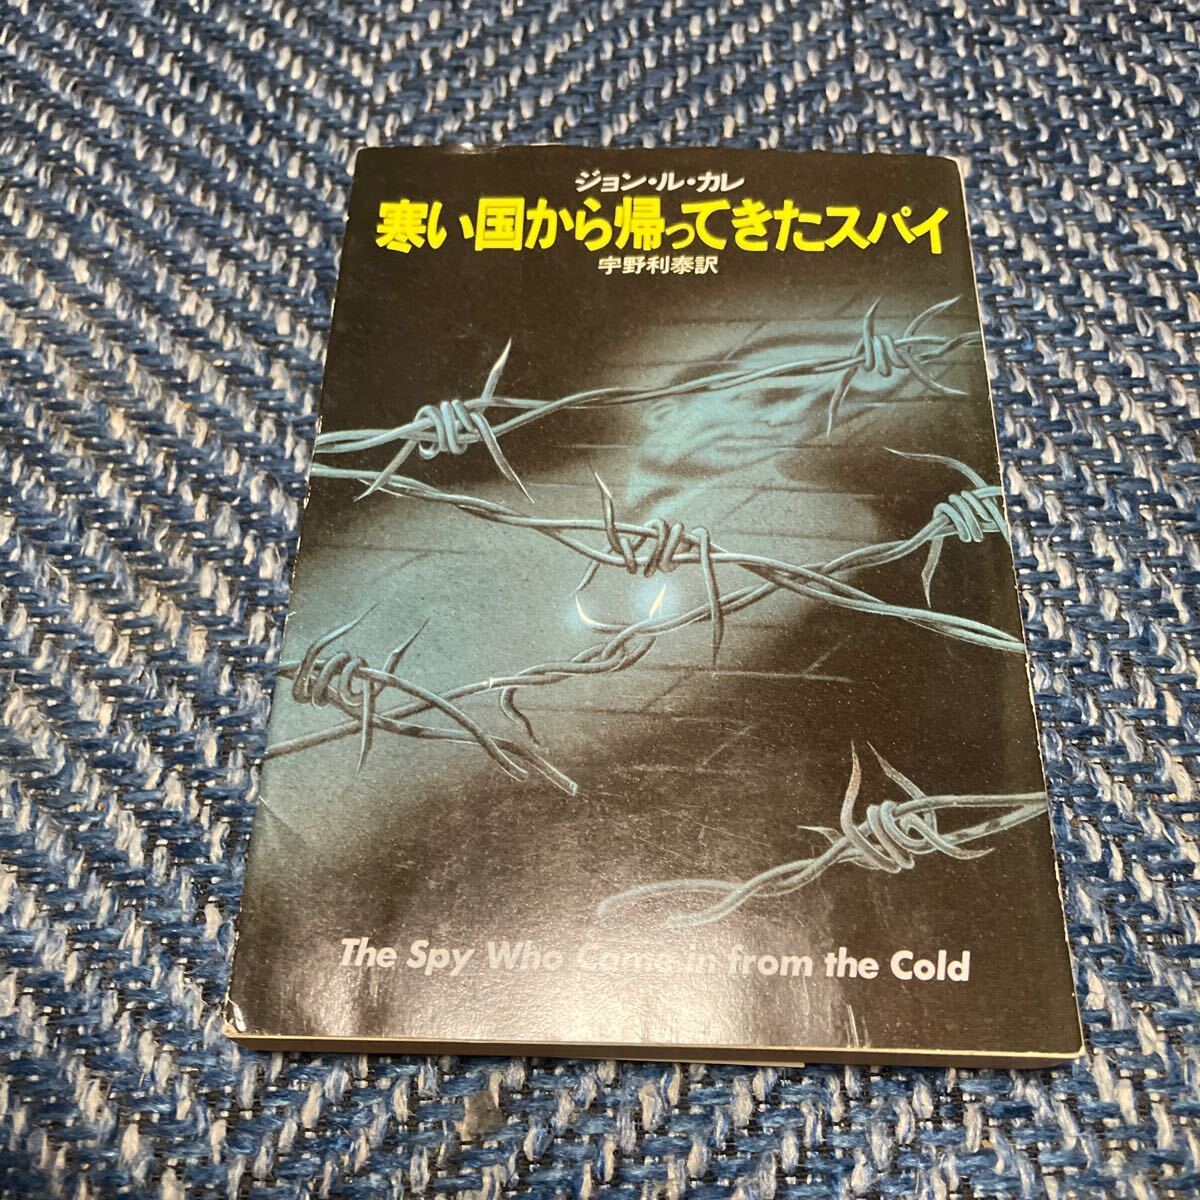 ジョン・ル・カレ
寒い国から帰ってきたスパイ
宇野利泰訳
The Spy Who Came in from the Cold